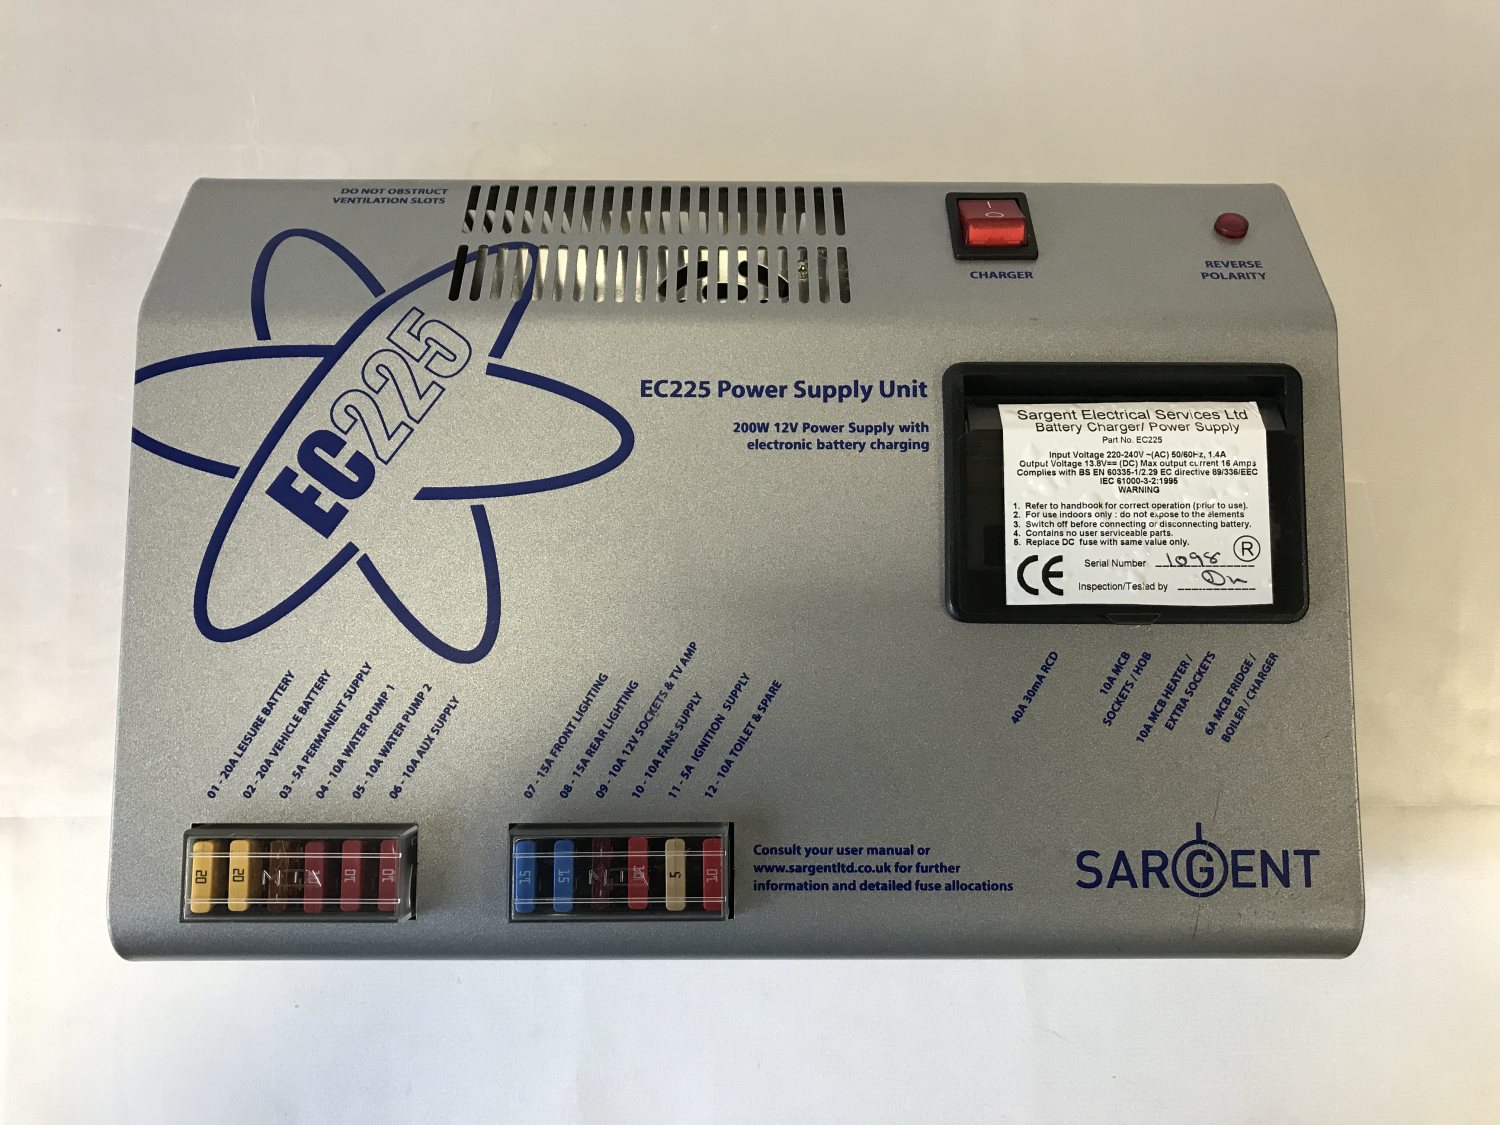 DO NOT OBSTRUCT
VENTILATION SLOTS
I
O
CHARGER
REVERSE
POLARITY
EC225
EC225 Power Supply Unit
200W 12V Power Supply with
electronic battery charging
Sargent Electrical Services Ltd
Battery Charger/ Power Supply
Part No. EC225
Input Voltage 220-240V ~(AC) 50/60Hz, 1.4A
Output Voltage 13.8V== (DC) Max output current 16 Amps
Complies with BS EN 60335-1/2.29 EC directive 89/336/EEC
IEC 61000-3-2:1995
WARNING
1. Refer to handbook for correct operation (prior to use).
2. For use indoors only : do not expose to the elements
3. Switch off before connecting or disconnecting battery.
4. Contains no user serviceable parts.
5. Replace DC fuse with same value only.
R
CE
Serial Number 1098
Inspection/Tested by
40A 30mA RCD
10A MCB
SOCKETS / HOB
10A MCB HEATER /
EXTRA SOCKETS
6A MCB FRIDGE /
BOILER / CHARGER
01 - 20A LEISURE BATTERY
02 - 20A VEHICLE BATTERY
03 - 5A PERMANENT SUPPLY
04 - 10A WATER PUMP 1
05 - 10A WATER PUMP 2
06 - 10A AUX SUPPLY
07 - 15A FRONT LIGHTING
08 - 15A REAR LIGHTING
09 - 10A 12V SOCKETS & TV AMP
10 - 10A FANS SUPPLY
11 - 5A IGNITION SUPPLY
12 - 10A TOILET & SPARE
20
20
10
10
10
15
15
10
5
10
Consult your user manual or
www.sargentltd.co.uk for further
information and detailed fuse allocations
SARGENT